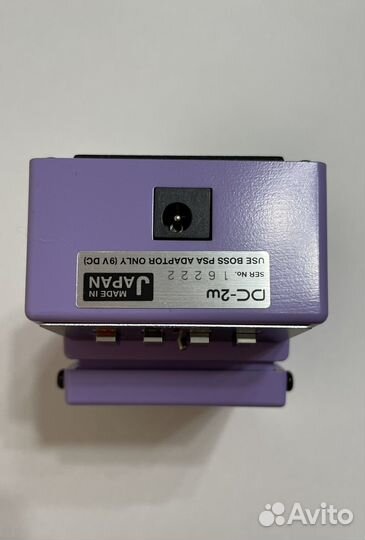 DC-2w
SER No. 16222
USE BOSS PSA ADAPTOR ONLY (9V DC)
MADE IN
JAPAN
Avito